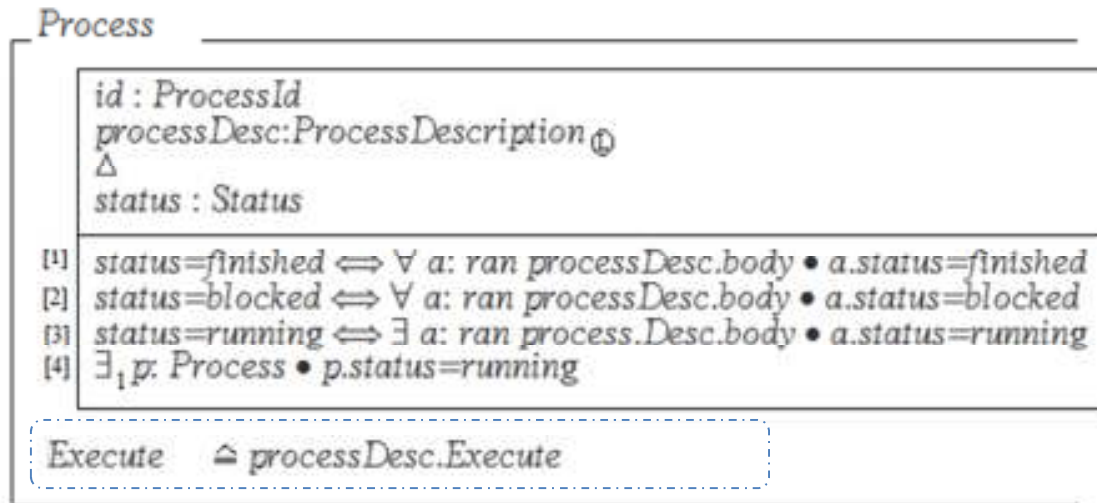 Process
id : ProcessId
processDesc:ProcessDescription Ⓛ
Δ
status : Status
[1] status=finished ⟺ ∀ a: ran processDesc.body • a.status=finished
[2] status=blocked ⟺ ∀ a: ran processDesc.body • a.status=blocked
[3] status=running ⟺ ∃ a: ran process.Desc.body • a.status=running
[4] ∃₁ p: Process • p.status=running
Execute ≙ processDesc.Execute